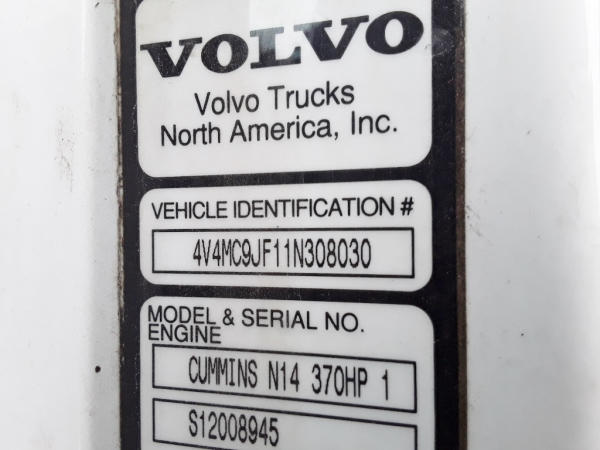 VOLVO
Volvo Trucks
North America, Inc.
VEHICLE IDENTIFICATION #
4V4MC9JF11N308030
MODEL & SERIAL NO.
ENGINE
CUMMINS N14 370HP 1
S12008945